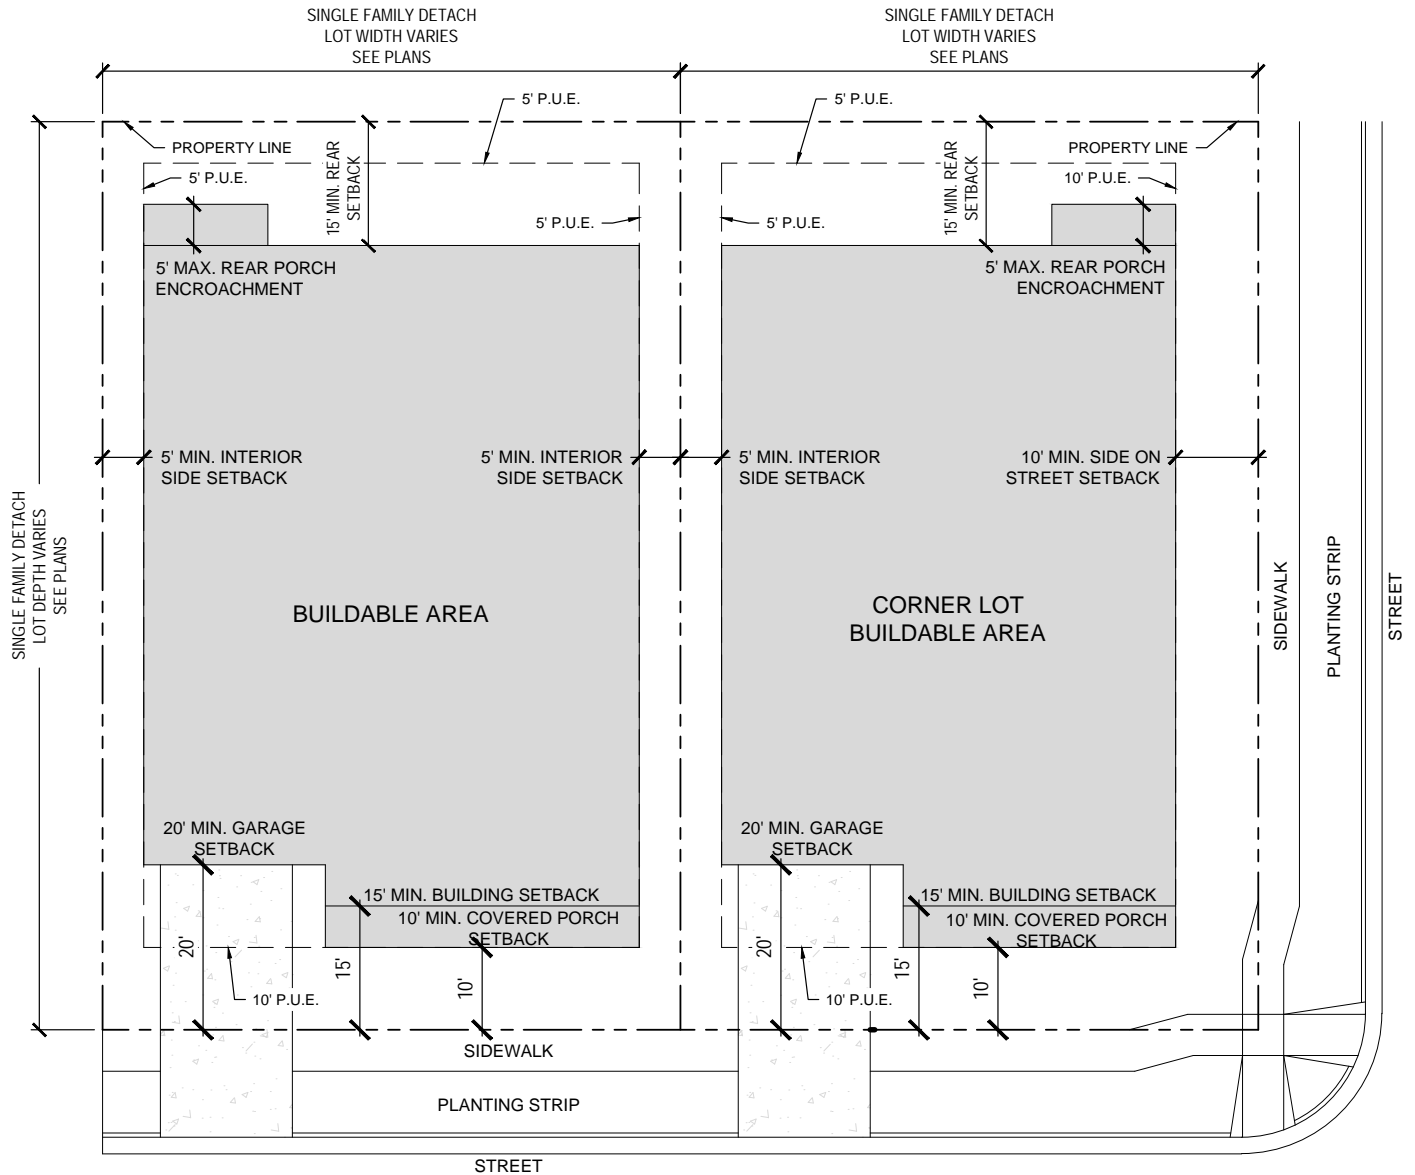 SINGLE FAMILY DETACH
LOT WIDTH VARIES
SEE PLANS
SINGLE FAMILY DETACH
LOT WIDTH VARIES
SEE PLANS
5' P.U.E.
5' P.U.E.
PROPERTY LINE
PROPERTY LINE
15' MIN. REAR
SETBACK
15' MIN. REAR
SETBACK
5' P.U.E.
10' P.U.E.
5' P.U.E.
5' P.U.E.
5' MAX. REAR PORCH
ENCROACHMENT
5' MAX. REAR PORCH
ENCROACHMENT
5' MIN. INTERIOR
SIDE SETBACK
5' MIN. INTERIOR
SIDE SETBACK
5' MIN. INTERIOR
SIDE SETBACK
10' MIN. SIDE ON
STREET SETBACK
SINGLE FAMILY DETACH
LOT DEPTH VARIES
SEE PLANS
BUILDABLE AREA
CORNER LOT
BUILDABLE AREA
SIDEWALK
PLANTING STRIP
STREET
20' MIN. GARAGE
SETBACK
20' MIN. GARAGE
SETBACK
15' MIN. BUILDING SETBACK
15' MIN. BUILDING SETBACK
10' MIN. COVERED PORCH
SETBACK
10' MIN. COVERED PORCH
SETBACK
20'
15'
10'
20'
15'
10'
10' P.U.E.
10' P.U.E.
SIDEWALK
PLANTING STRIP
STREET